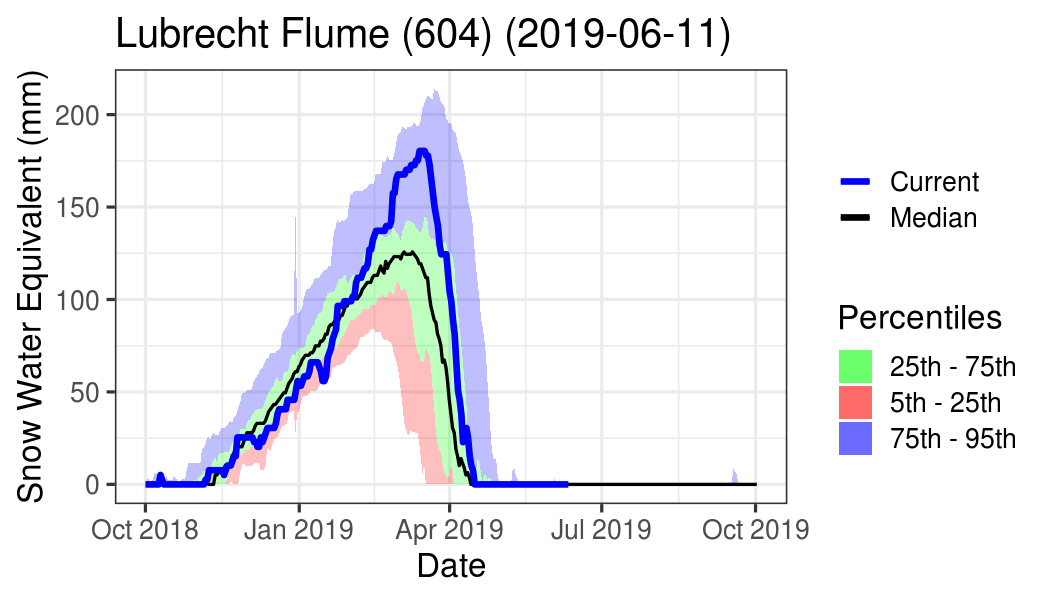 Lubrecht Flume (604) (2019-06-11)
Snow Water Equivalent (mm)
200
150
100
50
0
Oct 2018
Jan 2019
Apr 2019
Jul 2019
Oct 2019
Date
Current
Median
Percentiles
25th - 75th
5th - 25th
75th - 95th